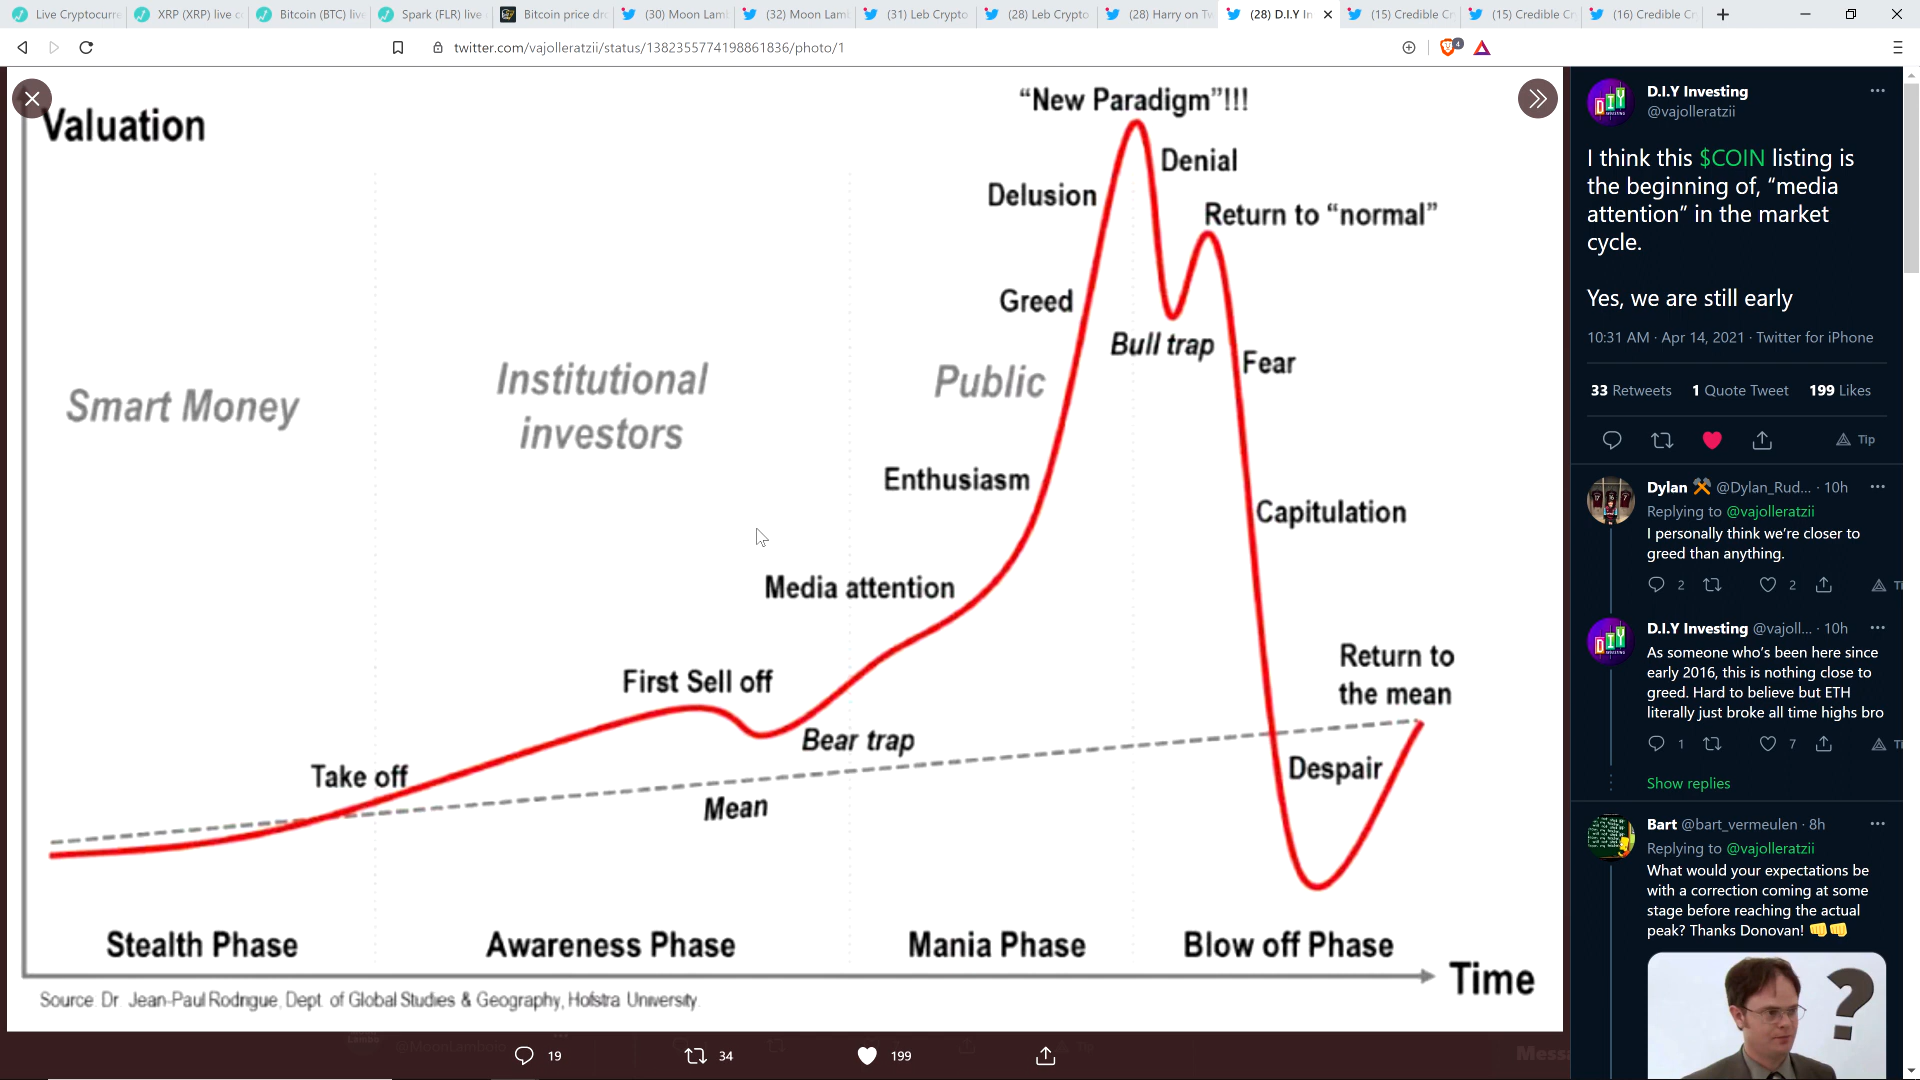 Live Cryptocurre
XRP (XRP) live c
Bitcoin (BTC) live
Spark (FLR) live
Bitcoin price dr
(30) Moon Lamb
(32) Moon Lam
(31) Leb Crypto
(28) Leb Crypto
(28) Harry on Tw
(28) D.I.Y In
(15) Credible Cr
(15) Credible Cr
(16) Credible Cr
twitter.com/vajolleratzii/status/1382355774198861836/photo/1
4
Valuation
“New Paradigm”!!!
Denial
Delusion
Return to “normal”
Greed
Bull trap
Fear
Smart Money
Institutional
investors
Public
Enthusiasm
Capitulation
Media attention
First Sell off
Return to
the mean
Bear trap
Take off
Despair
Mean
Stealth Phase
Awareness Phase
Mania Phase
Blow off Phase
Time
Source: Dr. Jean-Paul Rodrigue, Dept. of Global Studies & Geography, Hofstra University
19
34
199
D.I.Y Investing
@vajolleratzii
I think this $COIN listing is
the beginning of, “media
attention” in the market
cycle.
Yes, we are still early
10:31 AM · Apr 14, 2021 · Twitter for iPhone
33 Retweets 1 Quote Tweet 199 Likes
Tip
Dylan @Dylan_Rud... · 10h
Replying to @vajolleratzii
I personally think we’re closer to
greed than anything.
2 2
D.I.Y Investing @vajoll... · 10h
As someone who’s been here since
early 2016, this is nothing close to
greed. Hard to believe but ETH
literally just broke all time highs bro
1 7
Show replies
Bart @bart_vermeulen · 8h
Replying to @vajolleratzii
What would your expectations be
with a correction coming at some
stage before reaching the actual
peak? Thanks Donovan!
?